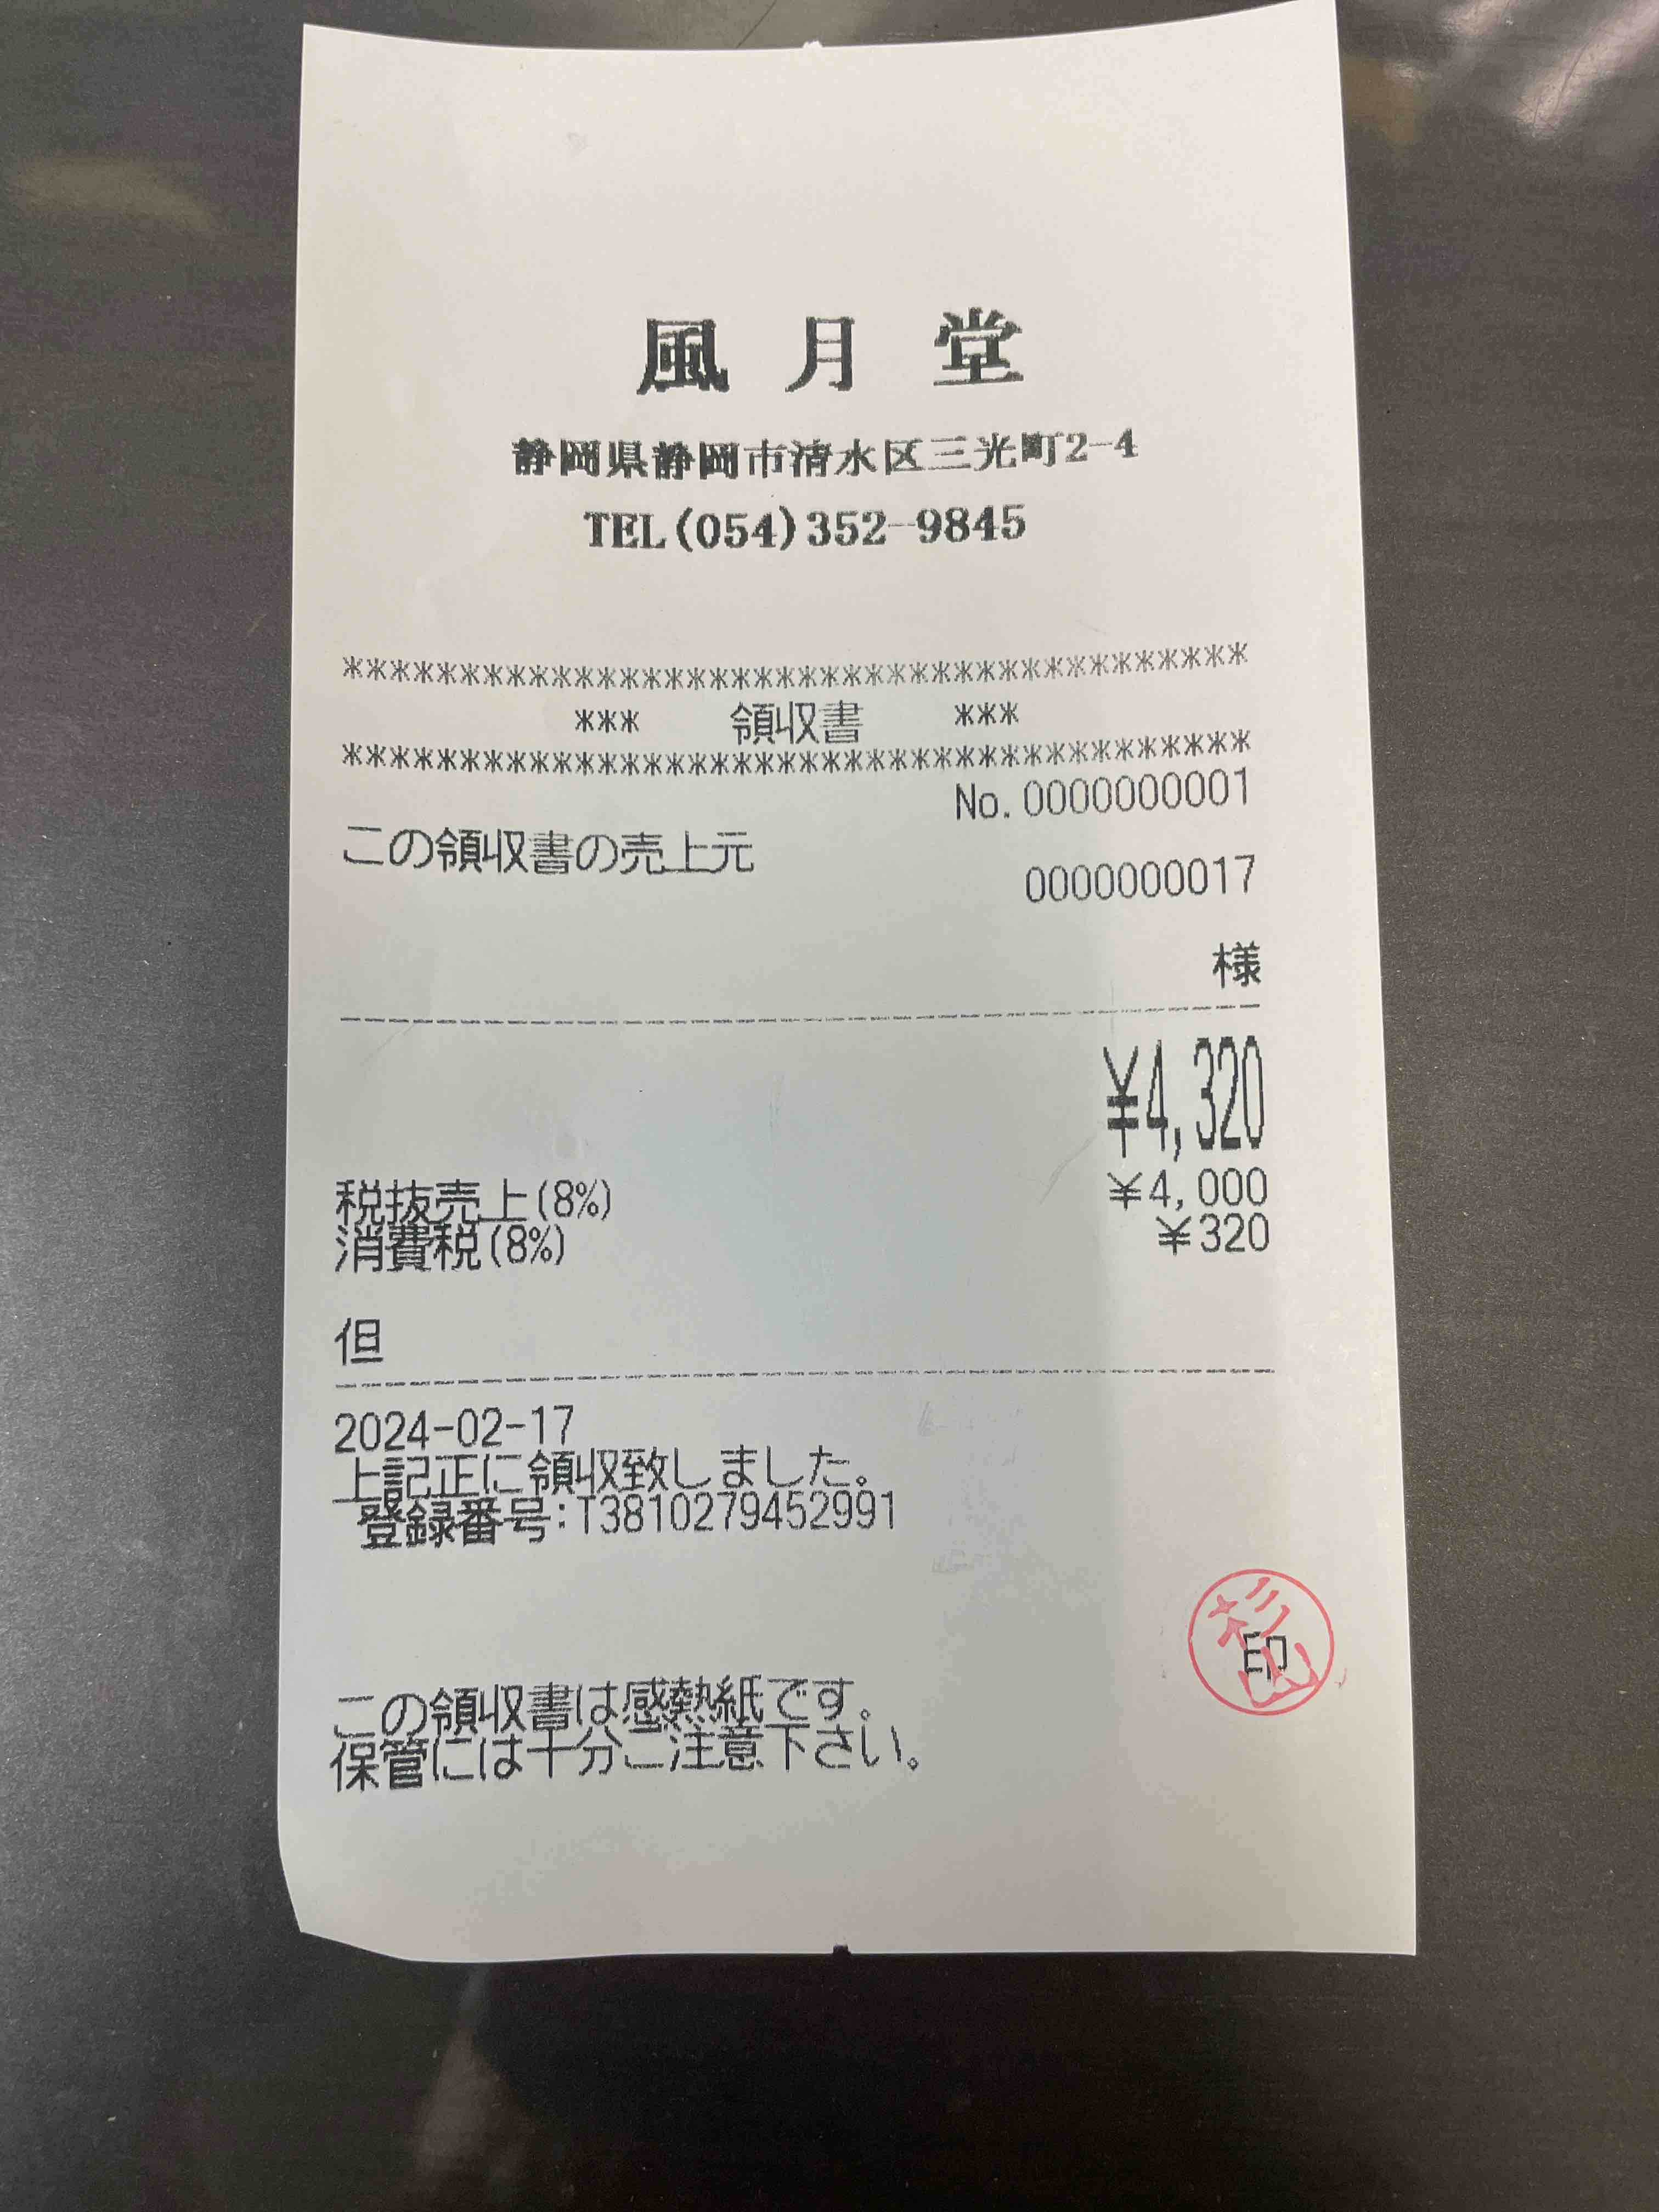 風月堂
静岡県静岡市清水区三光町2-4
TEL(054)352-9845
****************************************
*** 領収書 ***
****************************************
No.0000000001
この領収書の売上元
0000000017
様
¥4,320
税抜売上(8%) ¥4,000
消費税(8%) ¥320
但
2024-02-17
上記正に領収致しました。
登録番号:T3810279452991
杉山
印
この領収書は感熱紙です。
保管には十分ご注意下さい。